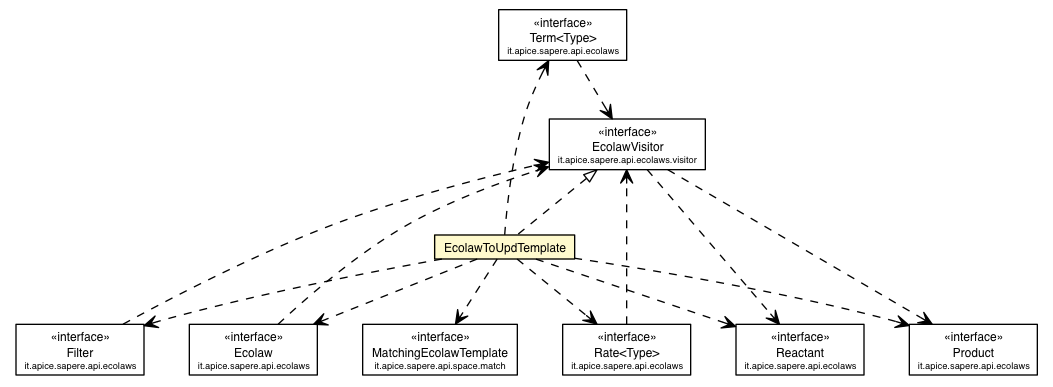 «interface»
Term<Type>
it.apice.sapere.api.ecolaws
«interface»
EcolawVisitor
it.apice.sapere.api.ecolaws.visitor
EcolawToUpdTemplate
«interface»
Filter
it.apice.sapere.api.ecolaws
«interface»
Ecolaw
it.apice.sapere.api.ecolaws
«interface»
MatchingEcolawTemplate
it.apice.sapere.api.space.match
«interface»
Rate<Type>
it.apice.sapere.api.ecolaws
«interface»
Reactant
it.apice.sapere.api.ecolaws
«interface»
Product
it.apice.sapere.api.ecolaws